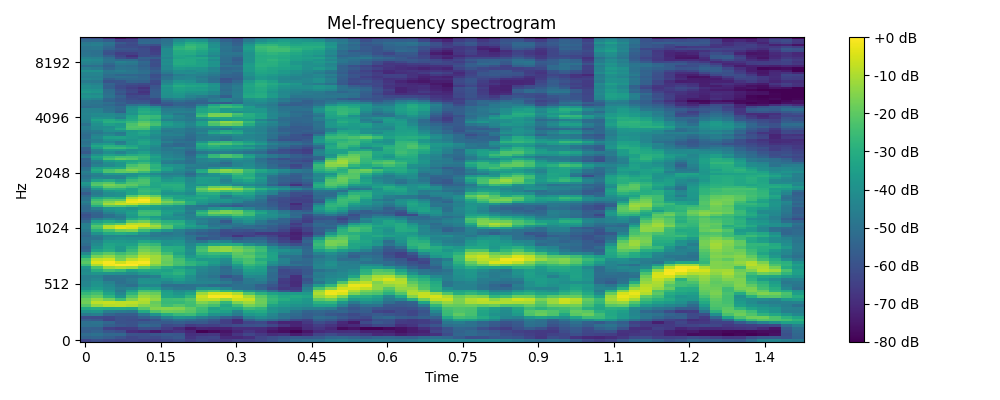 Mel-frequency spectrogram
Hz
8192
4096
2048
1024
512
0
0 0.15 0.3 0.45 0.6 0.75 0.9 1.1 1.2 1.4
Time
+0 dB
-10 dB
-20 dB
-30 dB
-40 dB
-50 dB
-60 dB
-70 dB
-80 dB